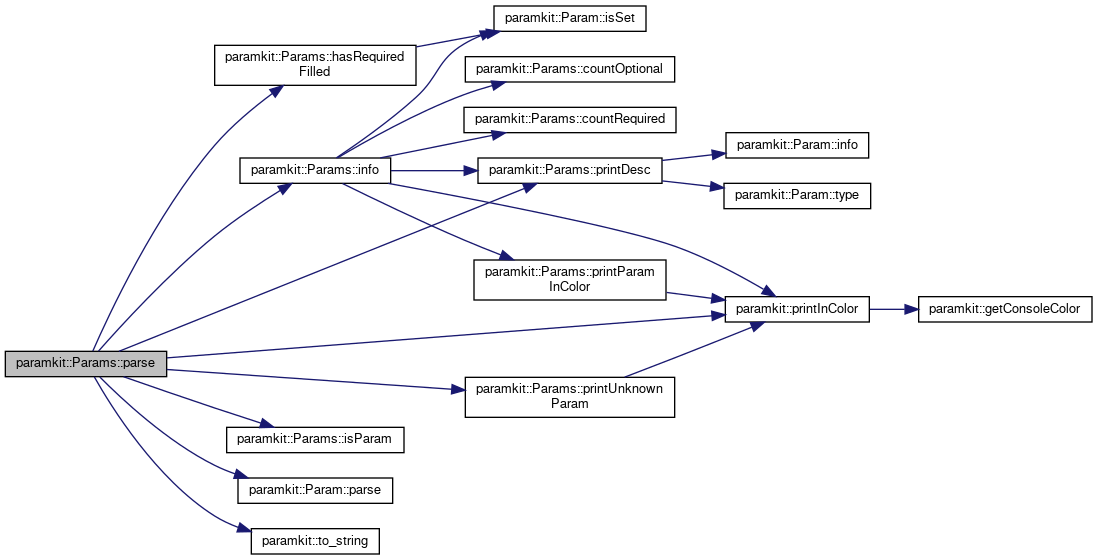 paramkit::Param::isSet
paramkit::Params::hasRequired
Filled
paramkit::Params::countOptional
paramkit::Params::countRequired
paramkit::Param::info
paramkit::Params::info
paramkit::Params::printDesc
paramkit::Param::type
paramkit::Params::printParam
InColor
paramkit::printInColor
paramkit::getConsoleColor
paramkit::Params::parse
paramkit::Params::printUnknown
Param
paramkit::Params::isParam
paramkit::Param::parse
paramkit::to_string